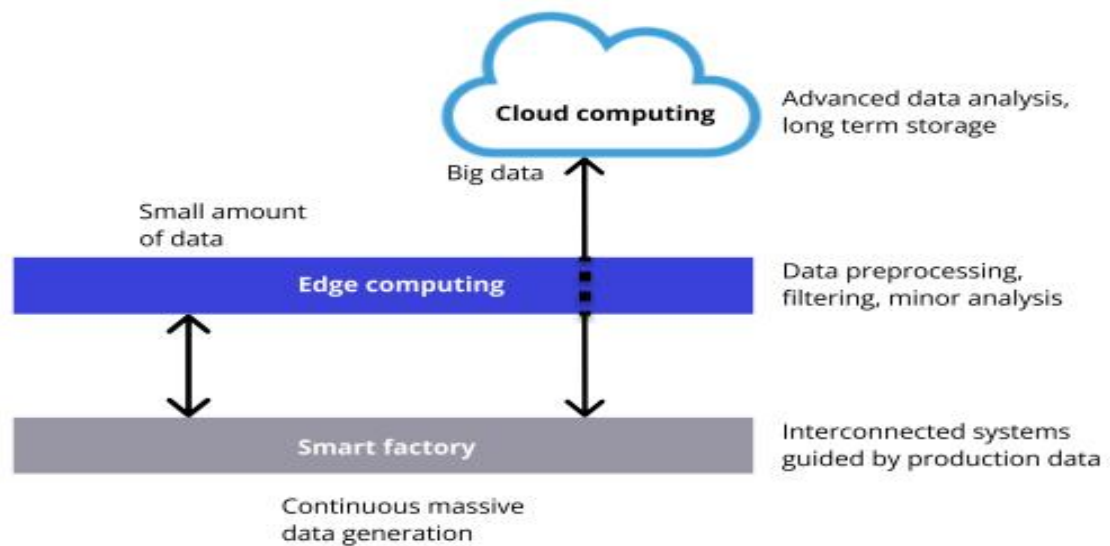 Cloud computing
Advanced data analysis,
long term storage
Big data
Small amount
of data
Edge computing
Data preprocessing,
filtering, minor analysis
Smart factory
Interconnected systems
guided by production data
Continuous massive
data generation